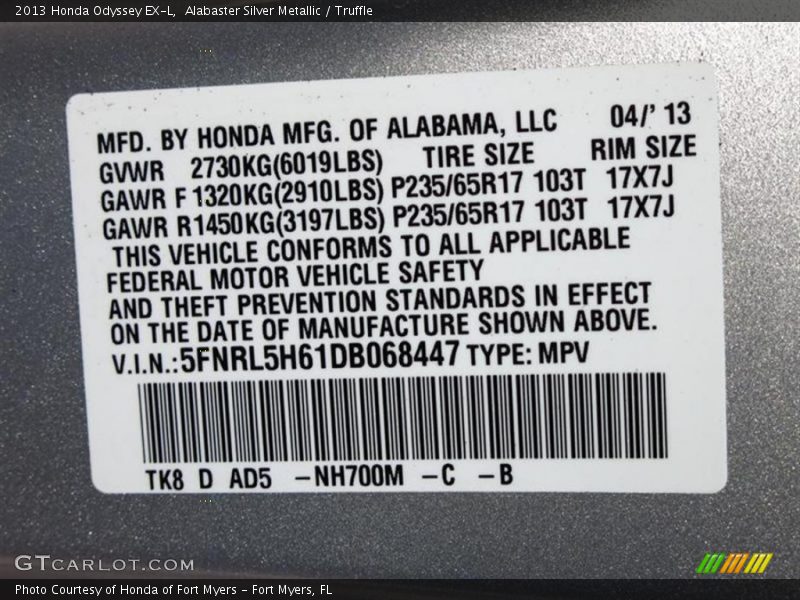 2013 Honda Odyssey EX-L,  Alabaster Silver Metallic / Truffle
MFD. BY HONDA MFG. OF ALABAMA, LLC 04/' 13
GVWR 2730KG(6019LBS) TIRE SIZE RIM SIZE
GAWR F 1320KG(2910LBS) P235/65R17 103T 17X7J
GAWR R1450KG(3197LBS) P235/65R17 103T 17X7J
THIS VEHICLE CONFORMS TO ALL APPLICABLE
FEDERAL MOTOR VEHICLE SAFETY
AND THEFT PREVENTION STANDARDS IN EFFECT
ON THE DATE OF MANUFACTURE SHOWN ABOVE.
V.I.N.:5FNRL5H61DB068447 TYPE: MPV
TK8 D AD5 -NH700M -C -B
GTCARLOT.COM
Photo Courtesy of Honda of Fort Myers - Fort Myers, FL